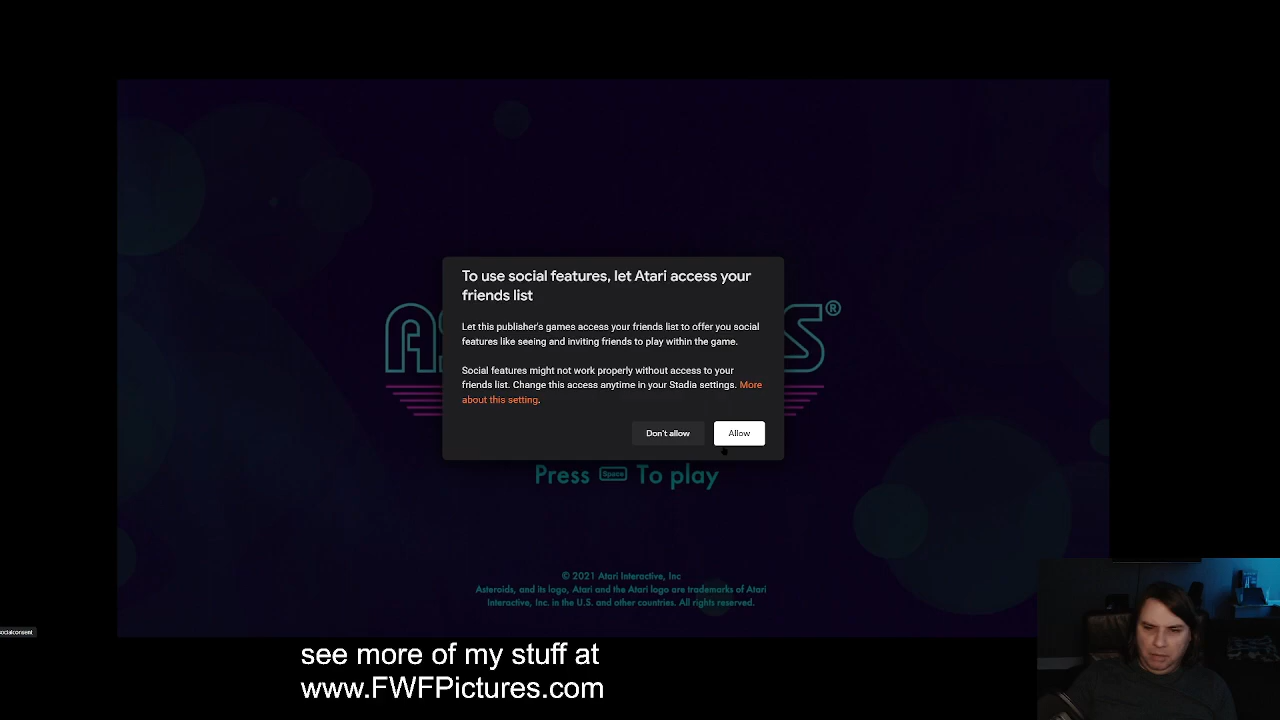 To use social features, let Atari access your
friends list
Let this publisher's games access your friends list to offer you social
features like seeing and inviting friends to play within the game.
Social features might not work properly without access to your
friends list. Change this access anytime in your Stadia settings. More
about this setting.
Don't allow
Allow
®
Press Space To play
© 2021 Atari Interactive, Inc
Asteroids, and its logo, Atari and the Atari logo are trademarks of Atari
Interactive, Inc. in the U.S. and other countries. All rights reserved.
socialconsent
see more of my stuff at
www.FWFPictures.com